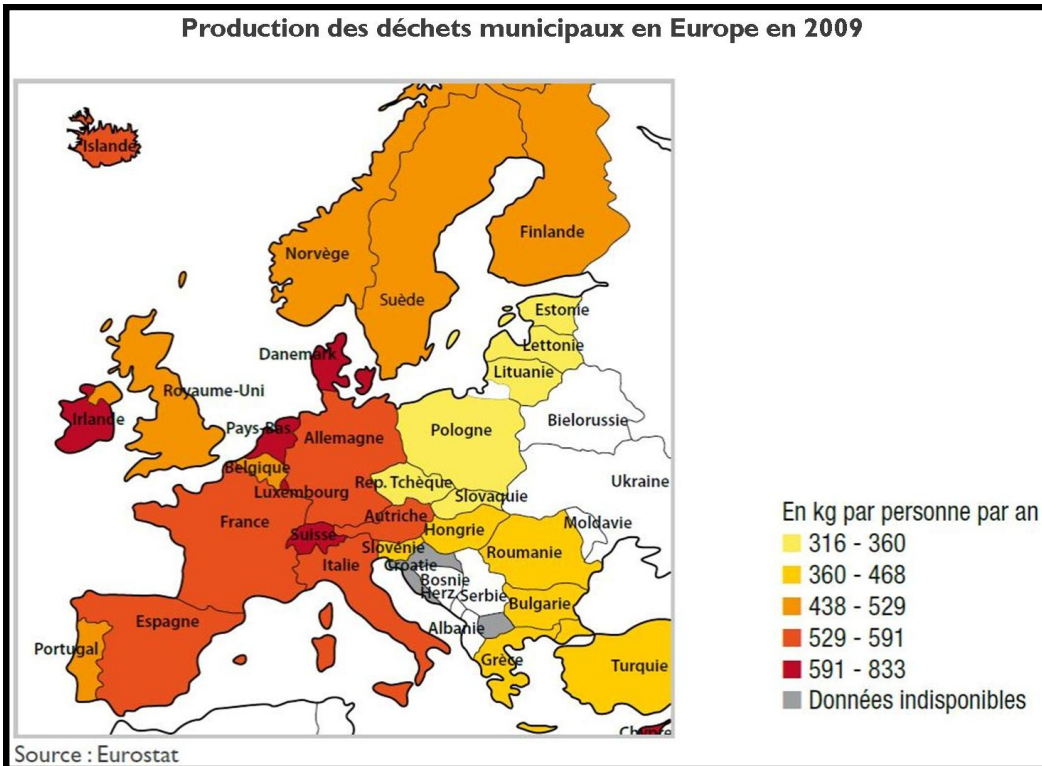 Production des déchets municipaux en Europe en 2009
Islande
Finlande
Norvège
Suède
Estonie
Lettonie
Danemark
Lituanie
Royaume-Uni
Irlande
Bielorussie
Pays-Bas
Pologne
Allemagne
Belgique
Rep. Tchèque
Ukraine
Luxembourg
Slovaquie
Autriche
France
Moldavie
Hongrie
Suisse
Slovénie
Roumanie
Italie
Croatie
Bosnie
Herz.
Serbie
Bulgarie
Espagne
Albanie
Portugal
Grèce
Turquie
Chypre
En kg par personne par an
316 - 360
360 - 468
438 - 529
529 - 591
591 - 833
Données indisponibles
Source : Eurostat